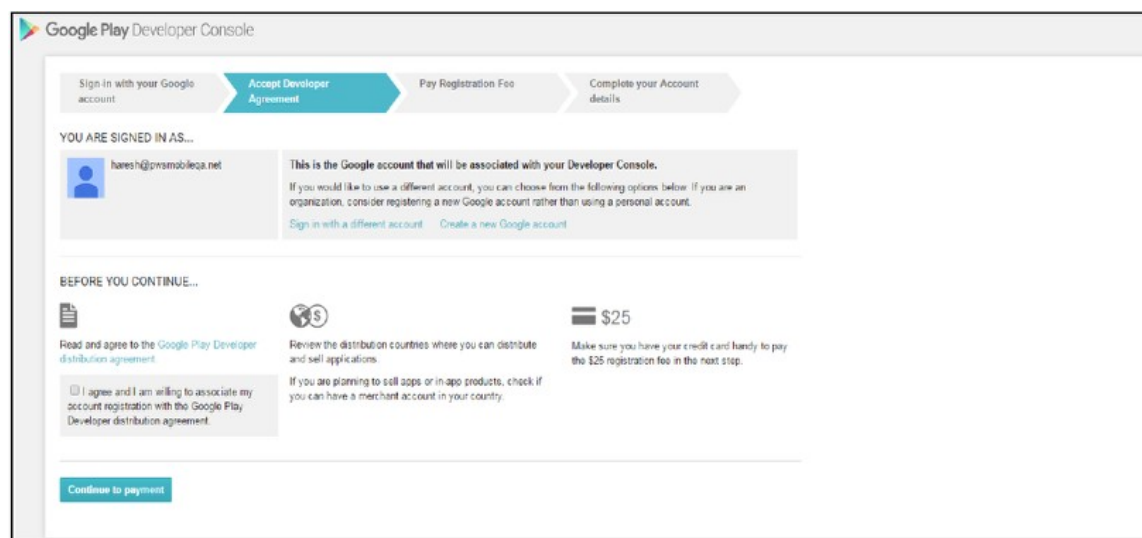 Google Play Developer Console
Sign in with your Google
account
Accept Developer
Agreement
Pay Registration Fee
Complete your Account
details
YOU ARE SIGNED IN AS...
haresh@pwsmobileqa.net
This is the Google account that will be associated with your Developer Console.
If you would like to use a different account, you can choose from the following options below. If you are an
organization, consider registering a new Google account rather than using a personal account.
Sign in with a different account Create a new Google account
BEFORE YOU CONTINUE...
Read and agree to the Google Play Developer
distribution agreement.
I agree and I am willing to associate my
account registration with the Google Play
Developer distribution agreement.
$
Review the distribution countries where you can distribute
and sell applications.
If you are planning to sell apps or in-app products, check if
you can have a merchant account in your country.
$25
Make sure you have your credit card handy to pay
the $25 registration fee in the next step.
Continue to payment